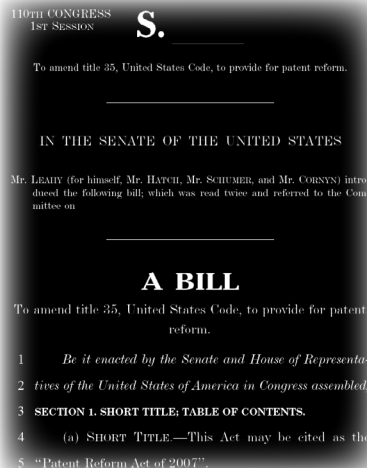 110TH CONGRESS
1ST SESSION
S. 
To amend title 35, United States Code, to provide for patent reform.
IN THE SENATE OF THE UNITED STATES
Mr. LEAHY (for himself, Mr. HATCH, Mr. SCHUMER, and Mr. CORNYN) intro-
duced the following bill; which was read twice and referred to the Com-
mittee on
A BILL
To amend title 35, United States Code, to provide for patent
reform.
1 Be it enacted by the Senate and House of Representa-
2 tives of the United States of America in Congress assembled,
3 SECTION 1. SHORT TITLE; TABLE OF CONTENTS.
4 (a) SHORT TITLE.—This Act may be cited as the
5 “Patent Reform Act of 2007”.